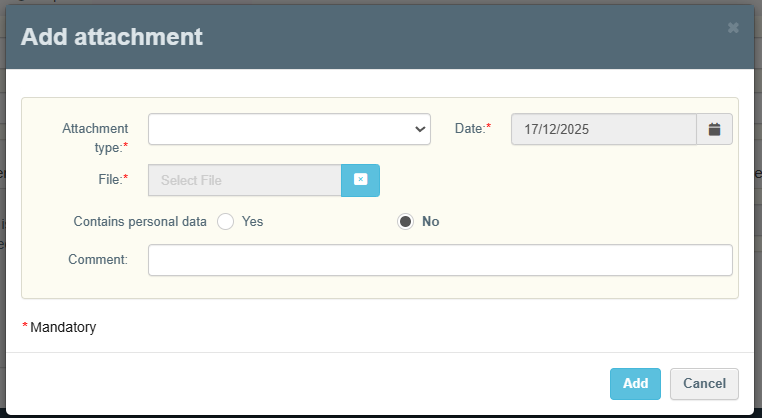 Add attachment
Attachment type:* Date:* 17/12/2025
File:* Select File
Contains personal data Yes No
Comment:
* Mandatory
Add Cancel